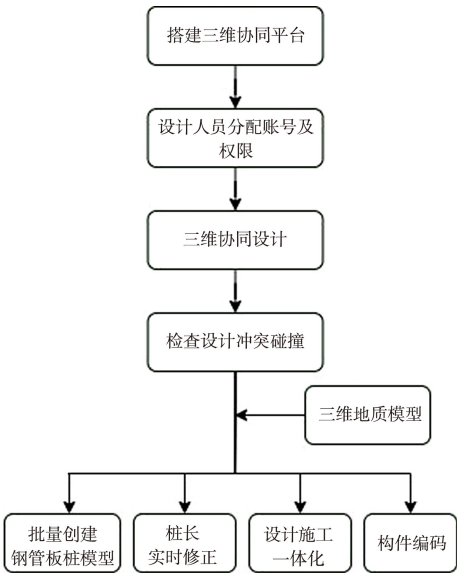 搭建三维协同平台
设计人员分配账号及
权限
三维协同设计
检查设计冲突碰撞
三维地质模型
批量创建
钢管板桩模型
桩长
实时修正
设计施工
一体化
构件编码